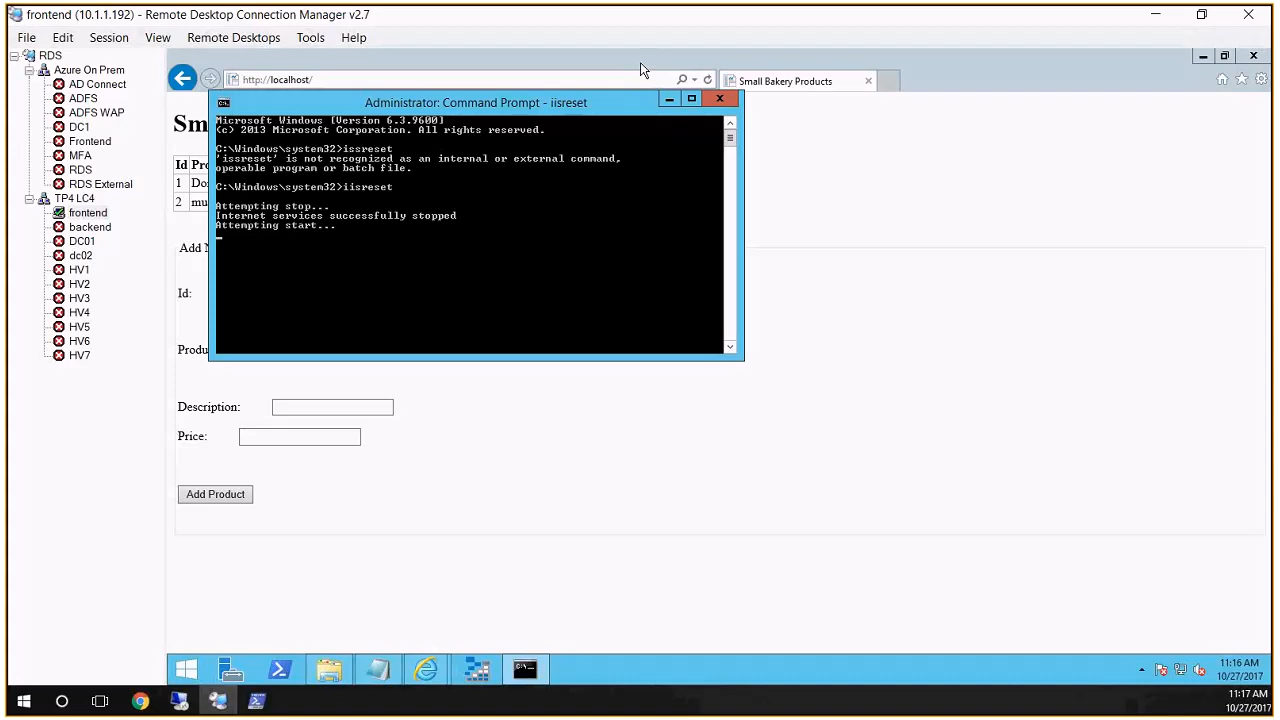 frontend (10.1.1.192) - Remote Desktop Connection Manager v2.7
File Edit Session View Remote Desktops Tools Help
RDS
Azure On Prem
AD Connect
ADFS
ADFS WAP
DC1
Frontend
MFA
RDS
RDS External
TP4 LC4
frontend
backend
DC01
dc02
HV1
HV2
HV3
HV4
HV5
HV6
HV7
http://localhost/
Small Bakery Products
Administrator: Command Prompt - iisreset
Microsoft Windows [Version 6.3.9600]
(c) 2013 Microsoft Corporation. All rights reserved.
C:\Windows\system32>issreset
'issreset' is not recognized as an internal or external command,
operable program or batch file.
C:\Windows\system32>iisreset
Attempting stop...
Internet services successfully stopped
Attempting start...
Sm
Id Pro
1 Do
2 mu
Add N
Id:
Produ
Description:
Price:
Add Product
11:16 AM
10/27/2017
11:17 AM
10/27/2017